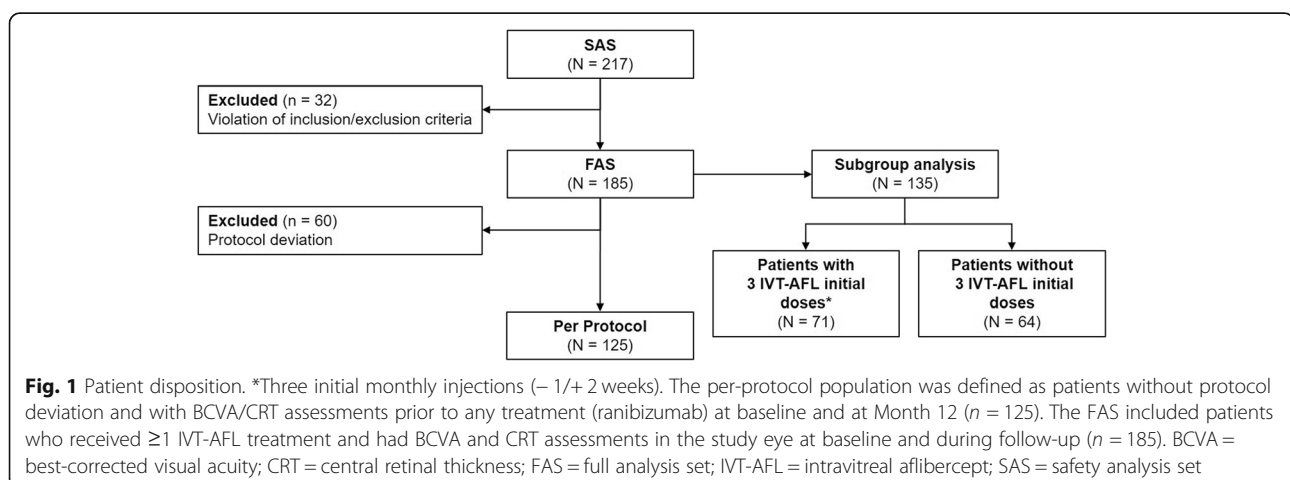 SAS
(N = 217)
Excluded (n = 32)
Violation of inclusion/exclusion criteria
FAS
(N = 185)
Subgroup analysis
(N = 135)
Excluded (n = 60)
Protocol deviation
Patients with
3 IVT-AFL initial
doses*
(N = 71)
Patients without
3 IVT-AFL initial
doses
(N = 64)
Per Protocol
(N = 125)
Fig. 1 Patient disposition. *Three initial monthly injections (− 1/+ 2 weeks). The per-protocol population was defined as patients without protocol
deviation and with BCVA/CRT assessments prior to any treatment (ranibizumab) at baseline and at Month 12 (n = 125). The FAS included patients
who received ≥1 IVT-AFL treatment and had BCVA and CRT assessments in the study eye at baseline and during follow-up (n = 185). BCVA =
best-corrected visual acuity; CRT = central retinal thickness; FAS = full analysis set; IVT-AFL = intravitreal aflibercept; SAS = safety analysis set